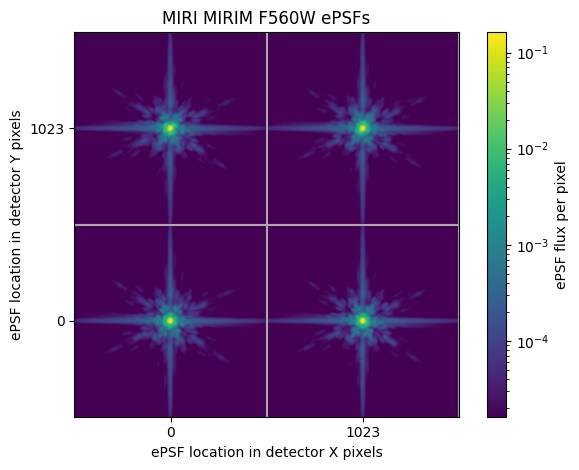 MIRI MIRIM F560W ePSFs
ePSF location in detector Y pixels
1023
0
0
1023
ePSF location in detector X pixels
10⁻¹
10⁻²
10⁻³
10⁻⁴
ePSF flux per pixel